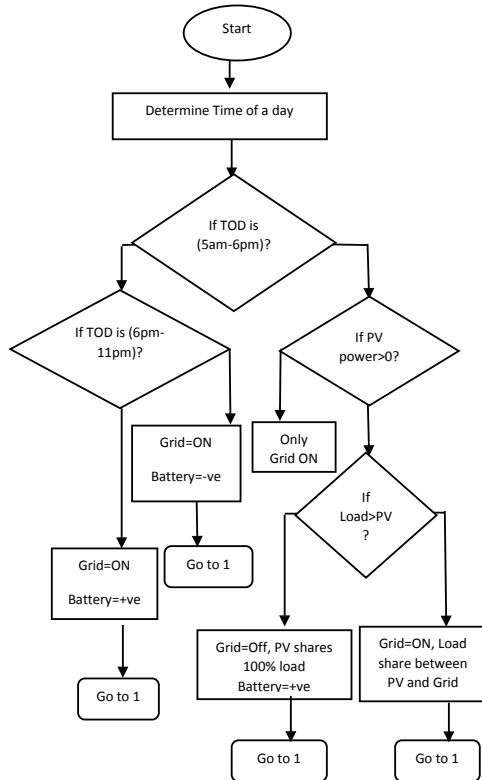 Start
Determine Time of a day
If TOD is
(5am-6pm)?
If TOD is (6pm-
11pm)?
If PV
power>0?
Grid=ON
Battery=-ve
Only
Grid ON
If
Load>PV
?
Grid=ON
Battery=+ve
Go to 1
Grid=Off, PV shares
100% load
Battery=+ve
Grid=ON, Load
share between
PV and Grid
Go to 1
Go to 1
Go to 1